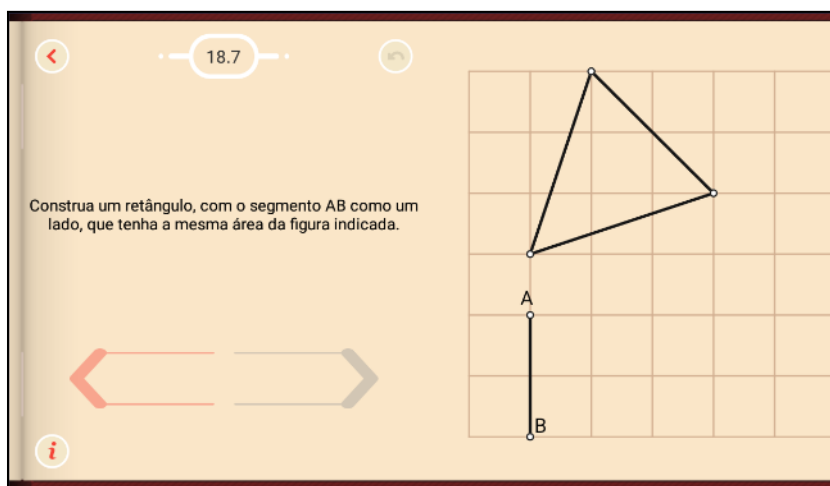 18.7
Construa um retângulo, com o segmento AB como um
lado, que tenha a mesma área da figura indicada.
A
B
i